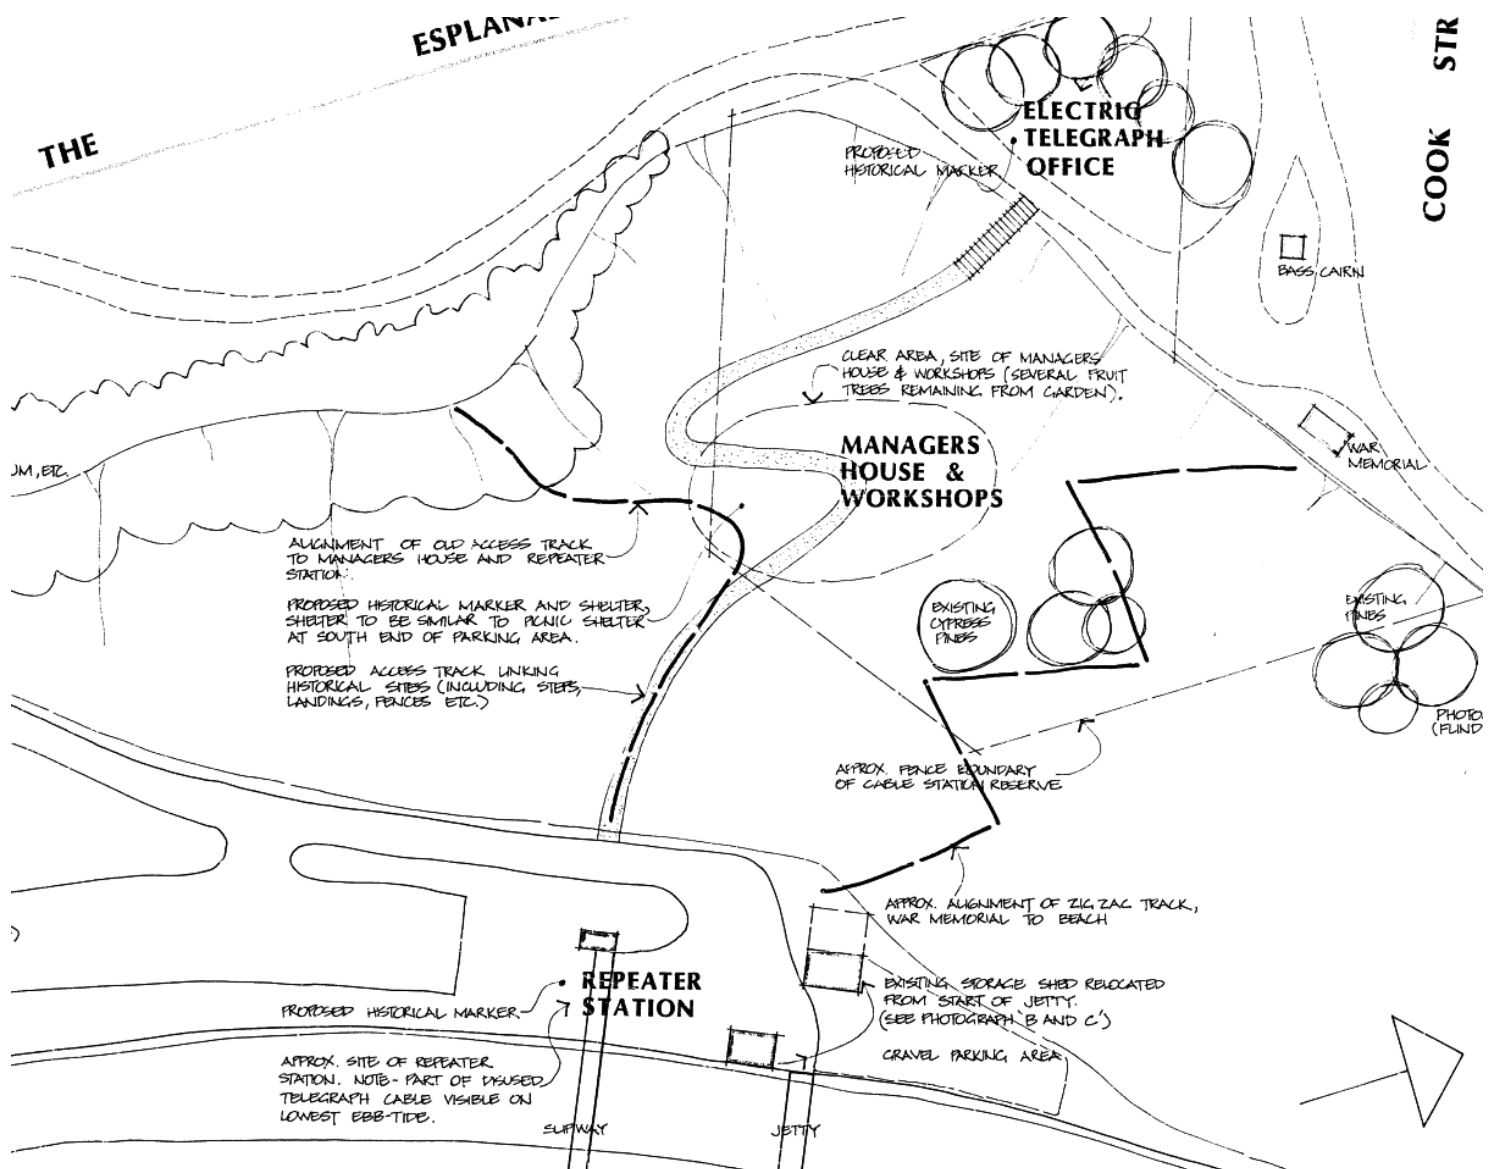 THE
ESPLANA
COOK STR
ELECTRIC
TELEGRAPH
OFFICE
PROPOSED
HISTORICAL MARKER
BASS CAIRN
CLEAR AREA, SITE OF MANAGERS
HOUSE & WORKSHOPS (SEVERAL FRUIT
TREES REMAINING FROM GARDEN).
MANAGERS
HOUSE &
WORKSHOPS
WAR
MEMORIAL
UM, ETC.
ALIGNMENT OF OLD ACCESS TRACK
TO MANAGERS HOUSE AND REPEATER
STATION.
PROPOSED HISTORICAL MARKER AND SHELTER,
SHELTER TO BE SIMILAR TO PICNIC SHELTER
AT SOUTH END OF PARKING AREA.
PROPOSED ACCESS TRACK LINKING
HISTORICAL SITES (INCLUDING STEPS,
LANDINGS, FENCES ETC.)
EXISTING
CYPRESS
PINES
EXISTING
PINES
PHOTO
(FLIND
APPROX. FENCE BOUNDARY
OF CABLE STATION RESERVE
APPROX. ALIGNMENT OF ZIG ZAG TRACK,
WAR MEMORIAL TO BEACH
REPEATER
STATION
PROPOSED HISTORICAL MARKER
EXISTING STORAGE SHED RELOCATED
FROM START OF JETTY.
(SEE PHOTOGRAPH 'B AND C')
GRAVEL PARKING AREA
APPROX. SITE OF REPEATER
STATION. NOTE - PART OF DISUSED
TELEGRAPH CABLE VISIBLE ON
LOWEST EBB-TIDE.
SLIPWAY
JETTY